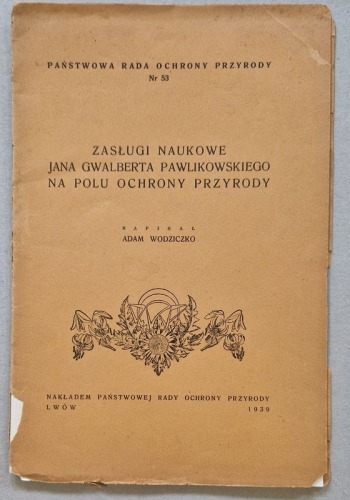 PAŃSTWOWA RADA OCHRONY PRZYRODY
Nr 53
ZASŁUGI NAUKOWE
JANA GWALBERTA PAWLIKOWSKIEGO
NA POLU OCHRONY PRZYRODY
NAPISAŁ
ADAM WODZICZKO
NAKŁADEM PAŃSTWOWEJ RADY OCHRONY PRZYRODY
LWÓW 1939